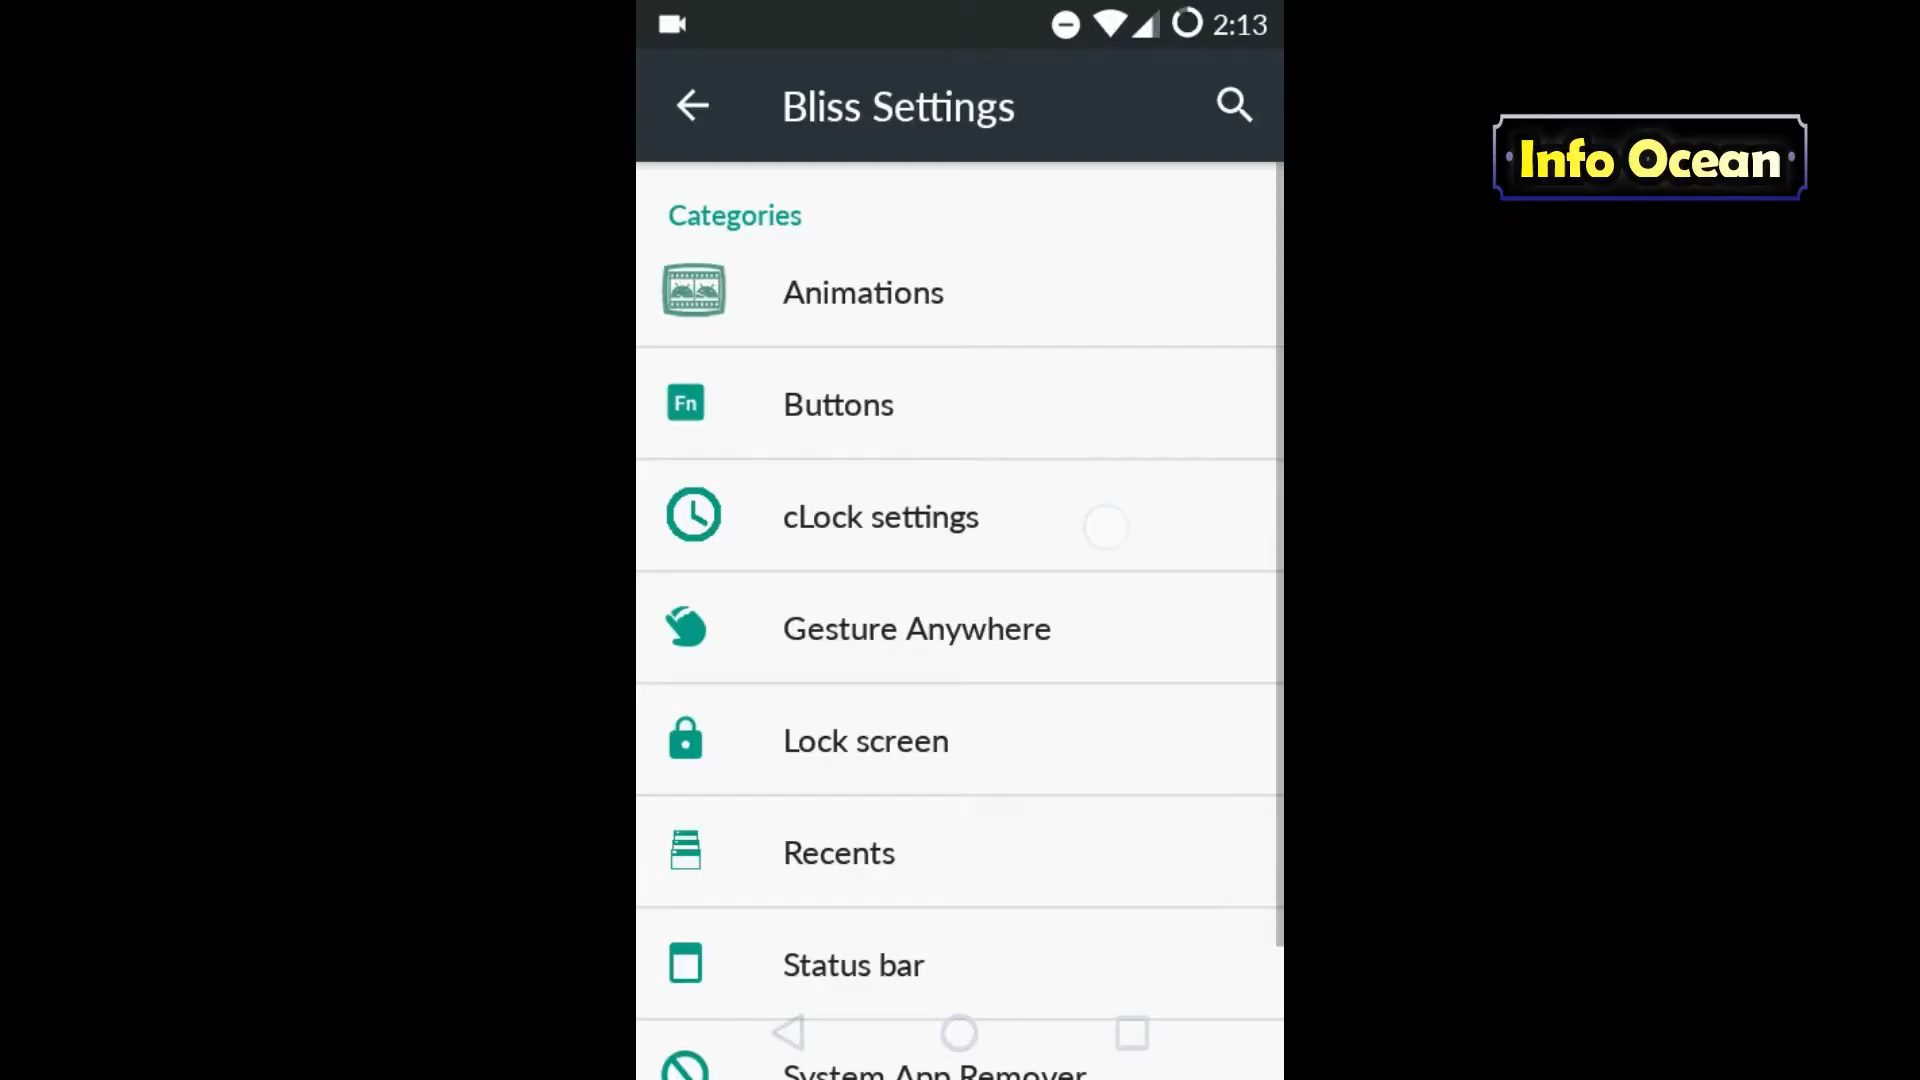 2:13
Bliss Settings
Info Ocean
Categories
Animations
Fn
Buttons
cLock settings
Gesture Anywhere
Lock screen
Recents
Status bar
System App Remover